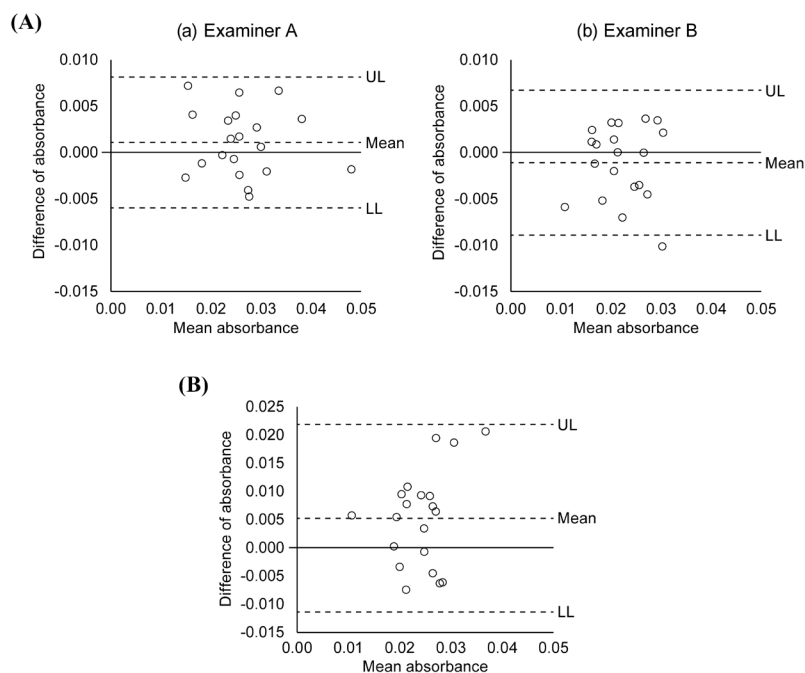 (A)
(a) Examiner A
0.010
0.005
0.000
-0.005
-0.010
-0.015
Difference of absorbance
UL
Mean
LL
0.00 0.01 0.02 0.03 0.04 0.05
Mean absorbance
(b) Examiner B
0.010
0.005
0.000
-0.005
-0.010
-0.015
Difference of absorbance
UL
Mean
LL
0.00 0.01 0.02 0.03 0.04 0.05
Mean absorbance
(B)
0.025
0.020
0.015
0.010
0.005
0.000
-0.005
-0.010
-0.015
Difference of absorbance
UL
Mean
LL
0.00 0.01 0.02 0.03 0.04 0.05
Mean absorbance